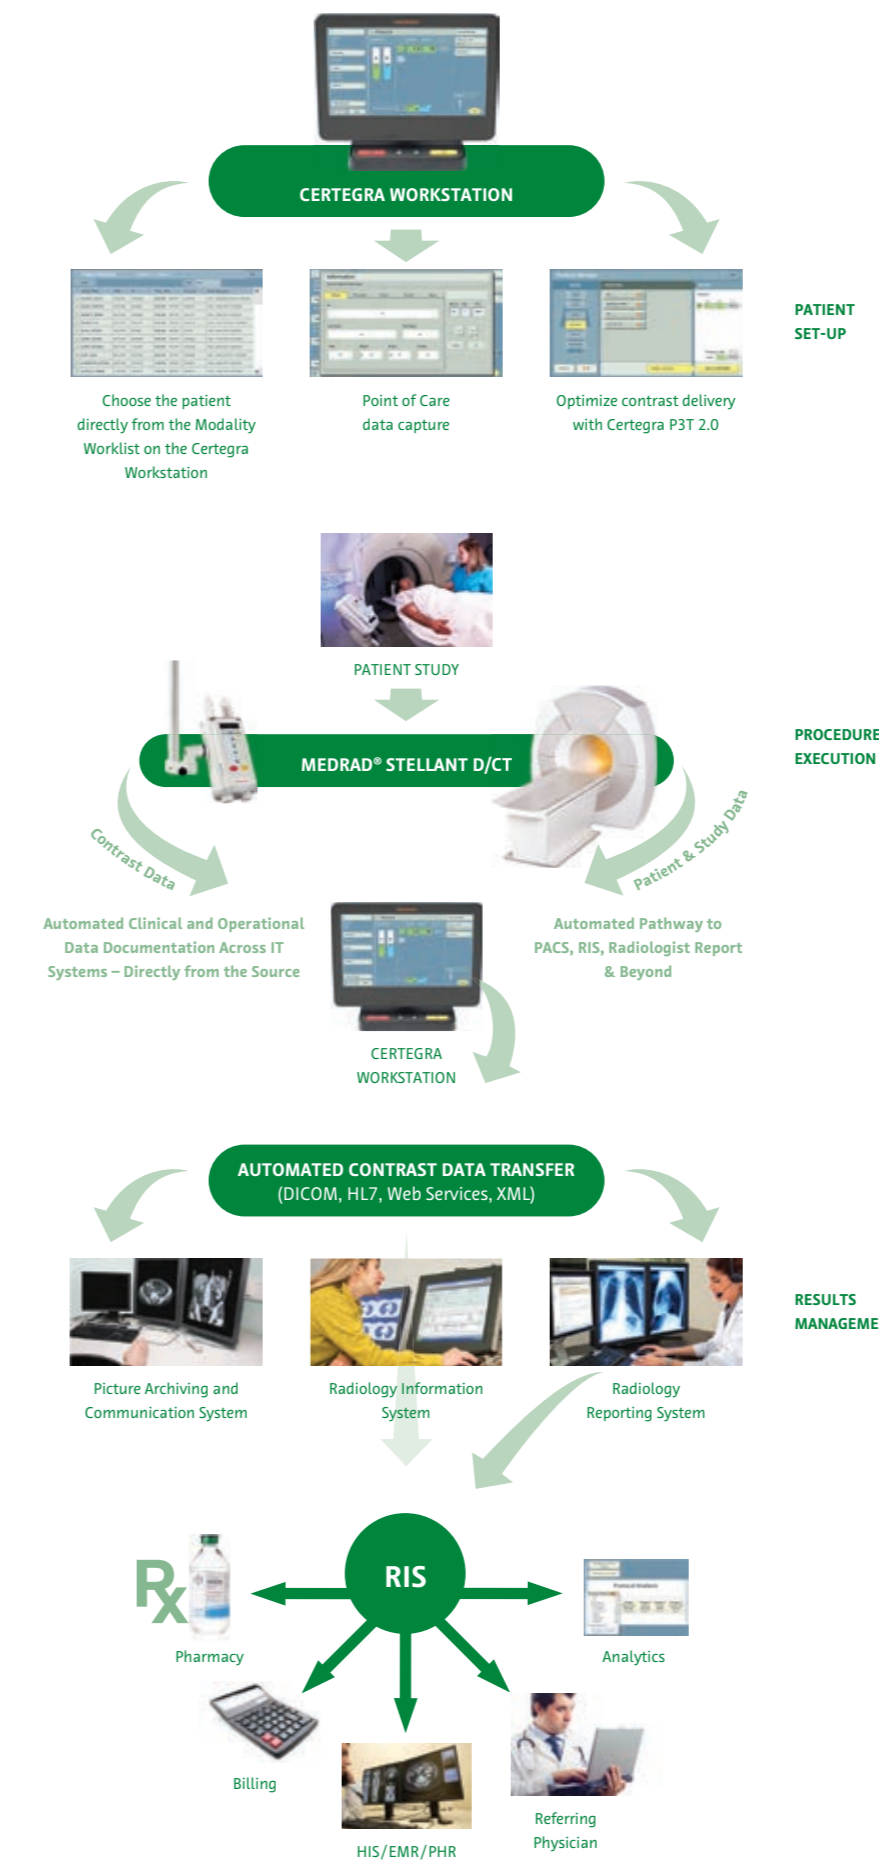 CERTEGRA WORKSTATION
PATIENT
SET-UP
Choose the patient
directly from the Modality
Worklist on the Certegra
Workstation
Point of Care
data capture
Optimize contrast delivery
with Certegra P3T 2.0
PATIENT STUDY
MEDRAD® STELLANT D/CT
PROCEDURE
EXECUTION
Contrast Data
Patient & Study Data
Automated Clinical and Operational
Data Documentation Across IT
Systems – Directly from the Source
Automated Pathway to
PACS, RIS, Radiologist Report
& Beyond
CERTEGRA
WORKSTATION
AUTOMATED CONTRAST DATA TRANSFER
(DICOM, HL7, Web Services, XML)
RESULTS
MANAGEME
Picture Archiving and
Communication System
Radiology Information
System
Radiology
Reporting System
RIS
Rx
Pharmacy
Analytics
Billing
HIS/EMR/PHR
Referring
Physician